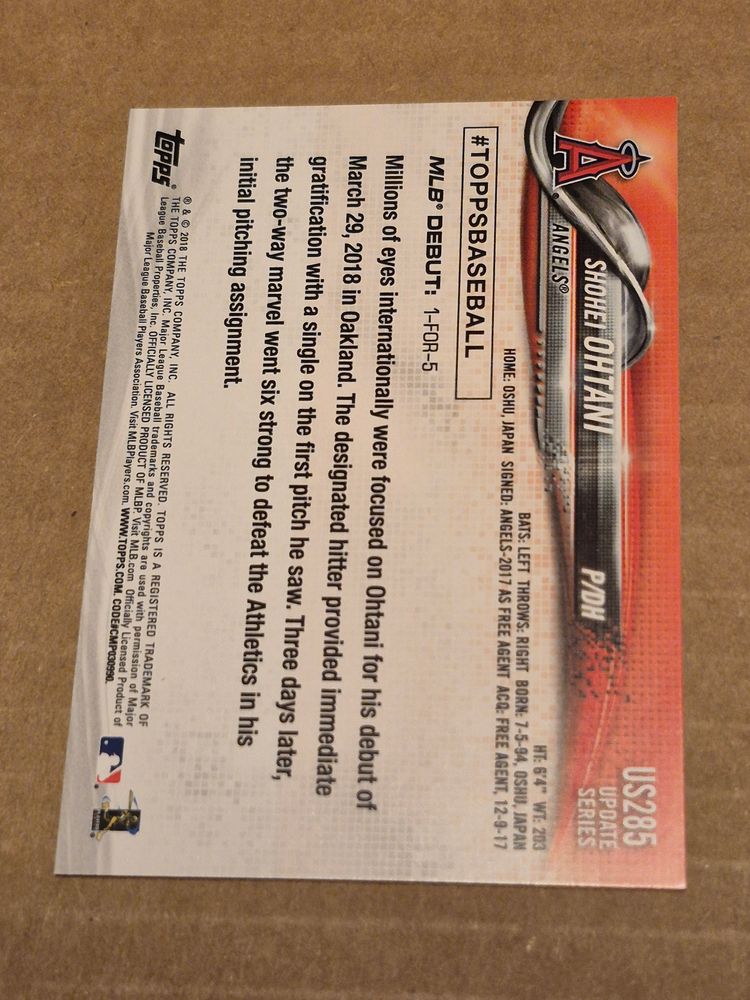 US285
UPDATE
SERIES
A
ANGELS®
SHOHEI OHTANI
P/DH
HT: 6'4" WT: 203
BATS: LEFT THROWS: RIGHT BORN: 7-5-94, OSHU, JAPAN
HOME: OSHU, JAPAN SIGNED: ANGELS-2017 AS FREE AGENT ACQ: FREE AGENT, 12-9-17
#TOPPSBASEBALL
MLB® DEBUT: 1-FOR-5
Millions of eyes internationally were focused on Ohtani for his debut of
March 29, 2018 in Oakland. The designated hitter provided immediate
gratification with a single on the first pitch he saw. Three days later,
the two-way marvel went six strong to defeat the Athletics in his
initial pitching assignment.
topps®
® & © 2018 THE TOPPS COMPANY, INC. ALL RIGHTS RESERVED. TOPPS IS A REGISTERED TRADEMARK OF
THE TOPPS COMPANY, INC. Major League Baseball trademarks and copyrights are used with permission of Major
League Baseball Properties, Inc. OFFICIALLY LICENSED PRODUCT OF MLBP. Visit MLB.com Officially Licensed Product of
Major League Baseball Players Association. Visit MLBPlayers.com. WWW.TOPPS.COM. CODE#CMP030990.